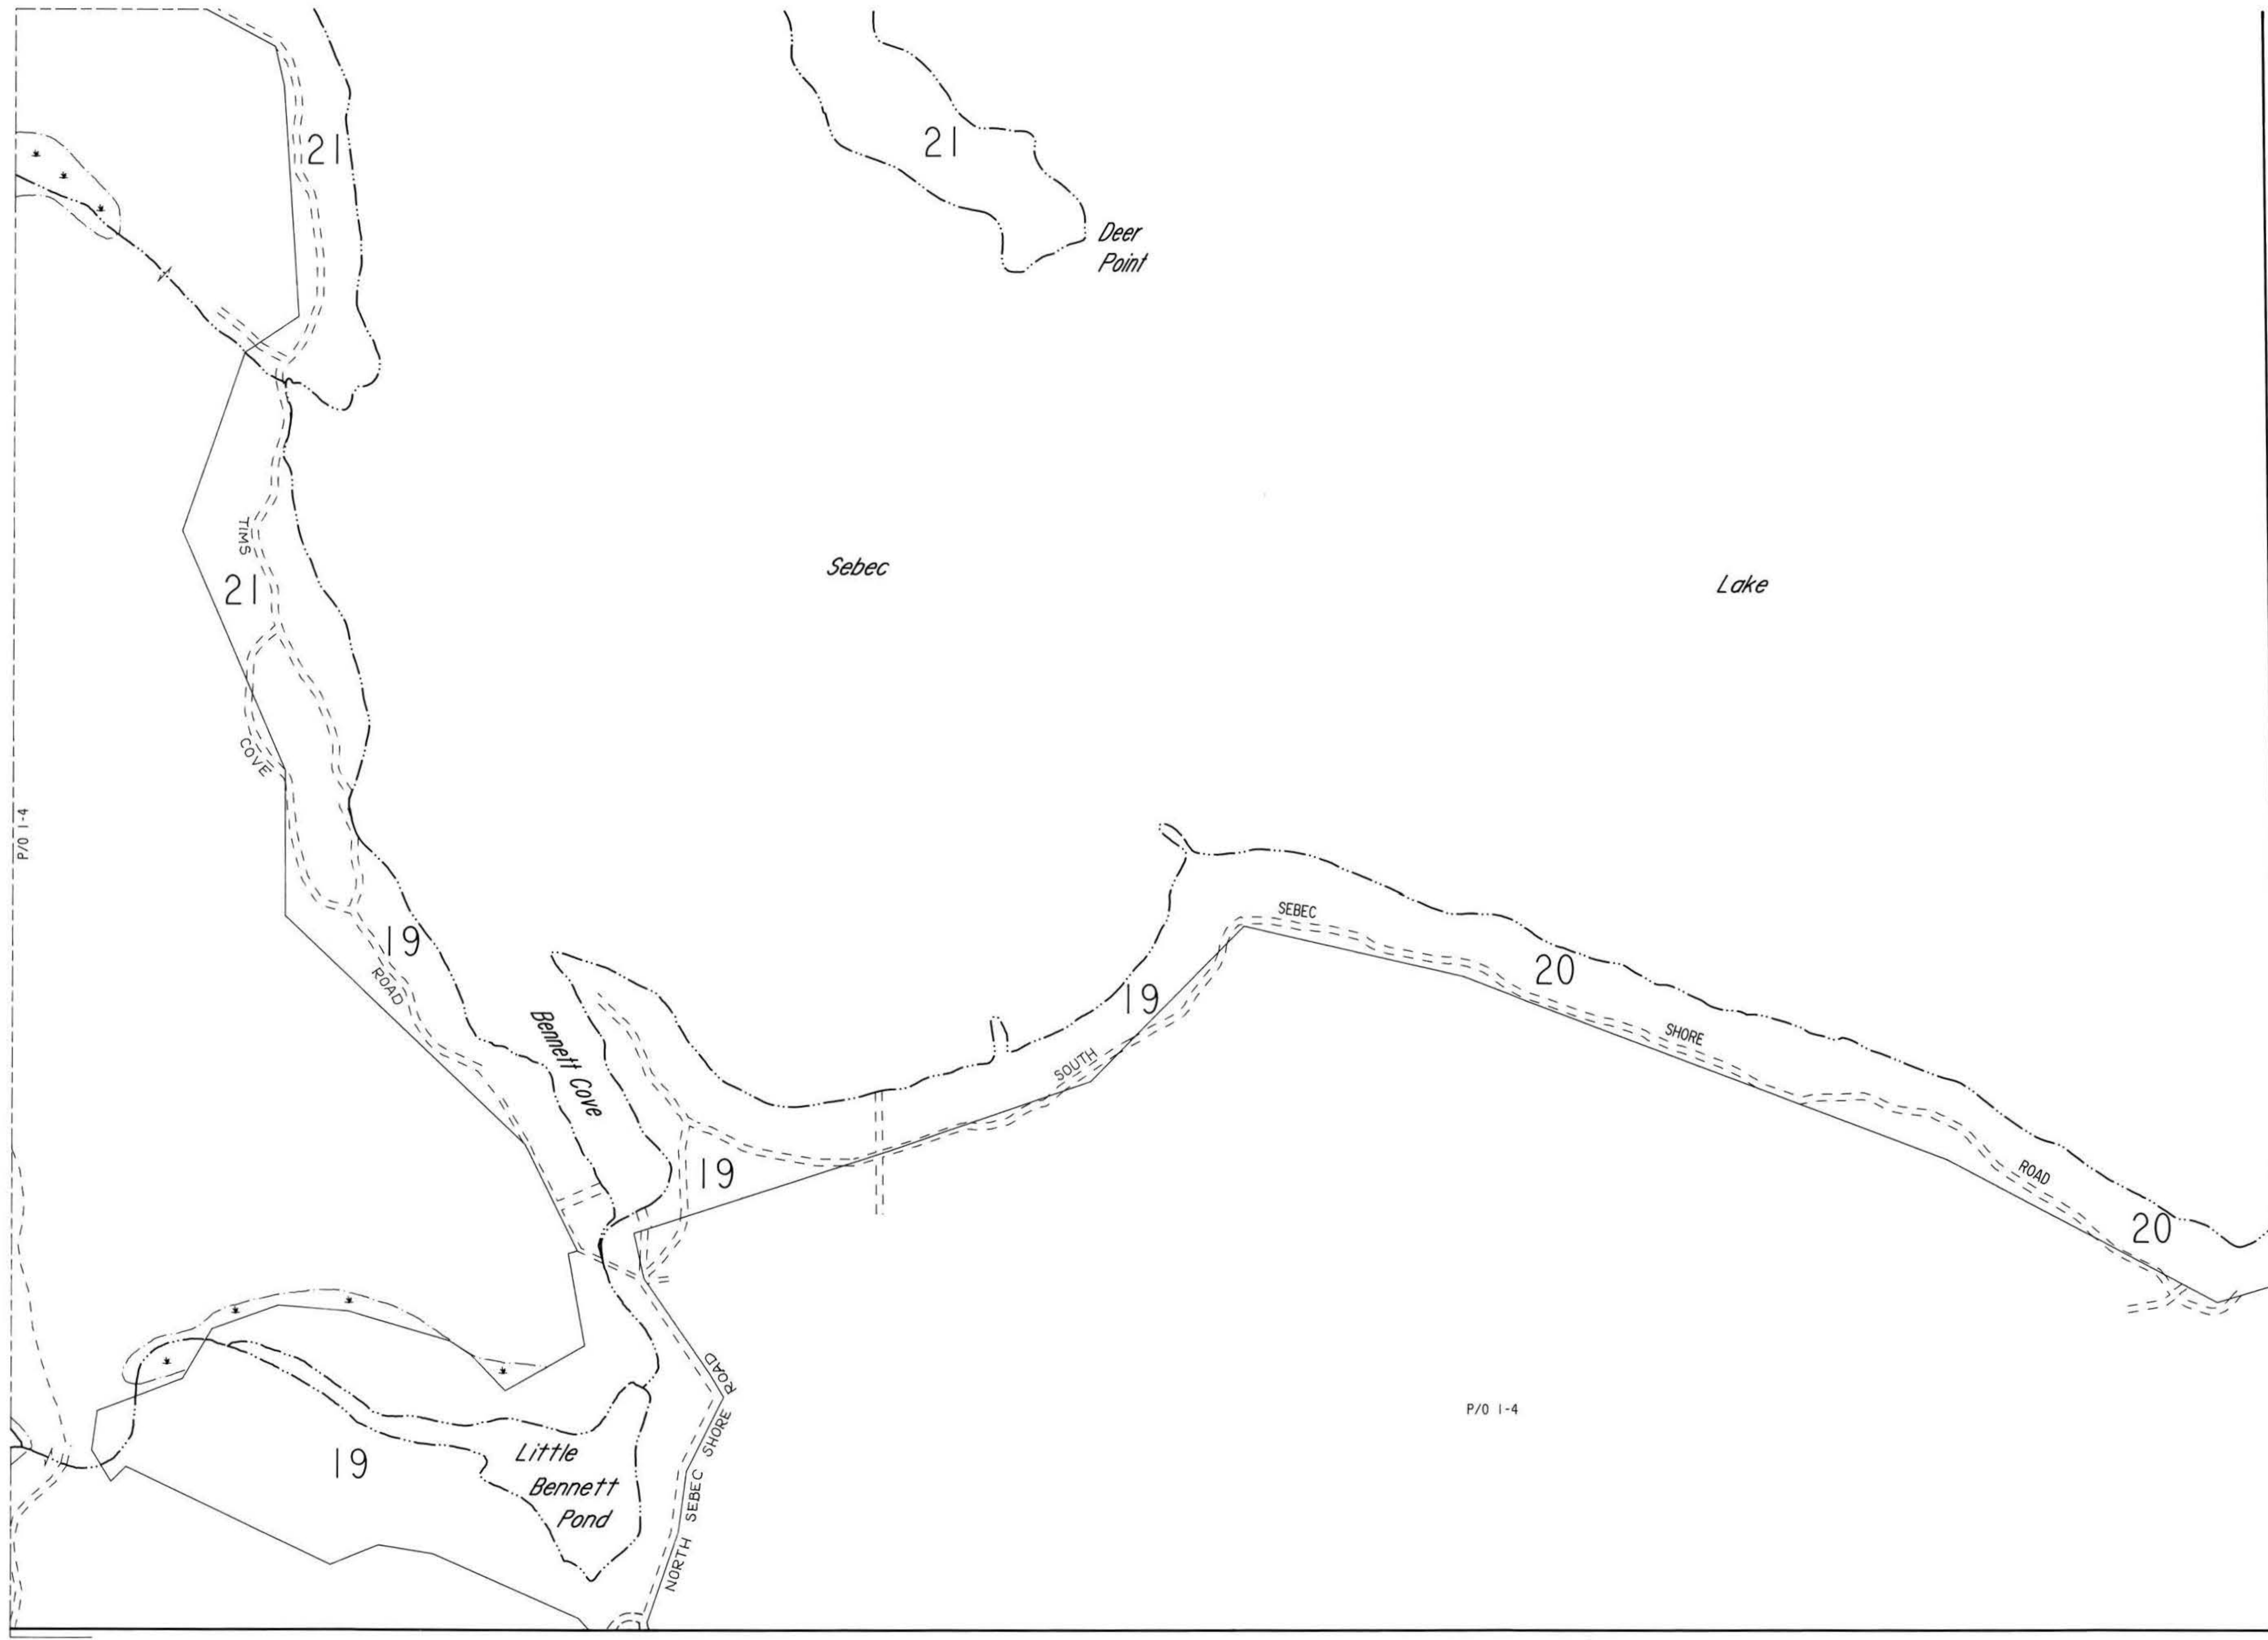 21
21
Deer
Point
TIMS
21
Sebec
Lake
COVE
P/O 1-4
19
ROAD
Bennett Cove
19
SOUTH
SEBEC
20
SHORE
ROAD
20
19
P/O 1-4
19
Little
Bennett
Pond
NORTH SEBEC SHORE ROAD